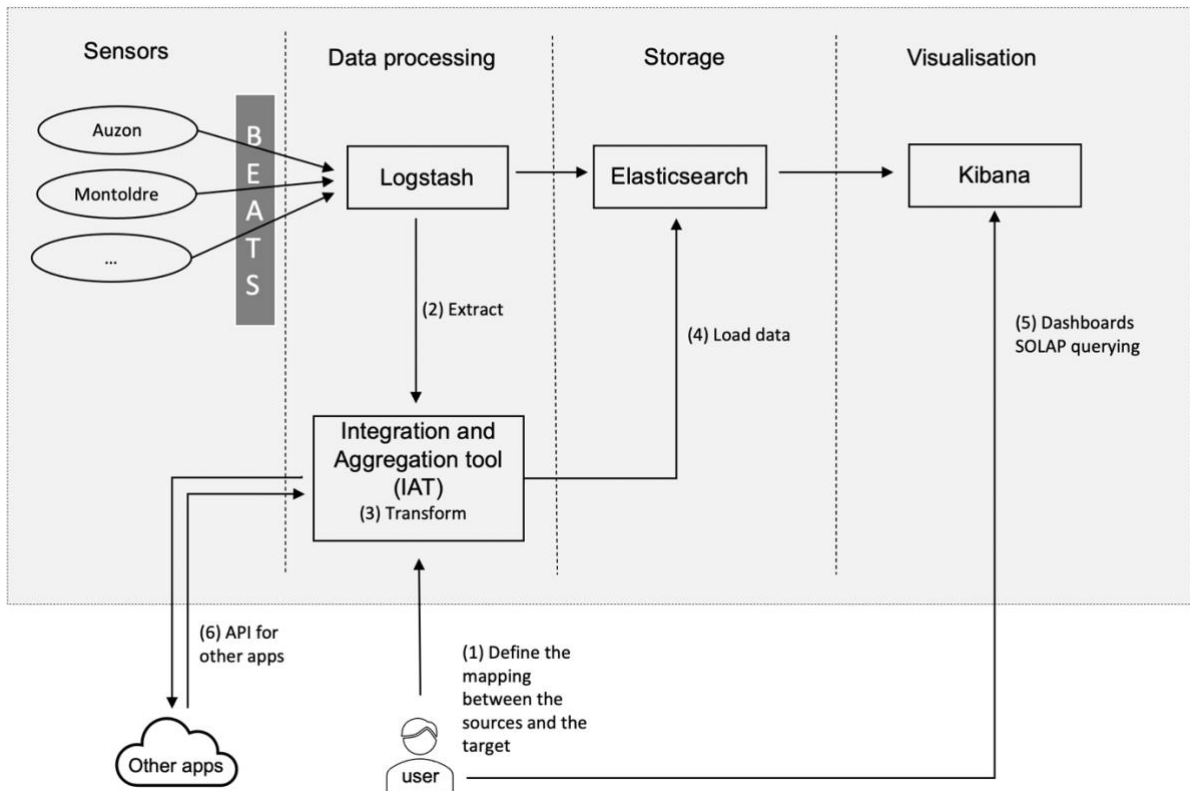 Sensors
Data processing
Storage
Visualisation
Auzon
Montoldre
...
B
E
A
T
S
Logstash
Elasticsearch
Kibana
(2) Extract
(4) Load data
(5) Dashboards
SOLAP querying
Integration and
Aggregation tool
(IAT)
(3) Transform
(6) API for
other apps
(1) Define the
mapping
between the
sources and the
target
Other apps
user